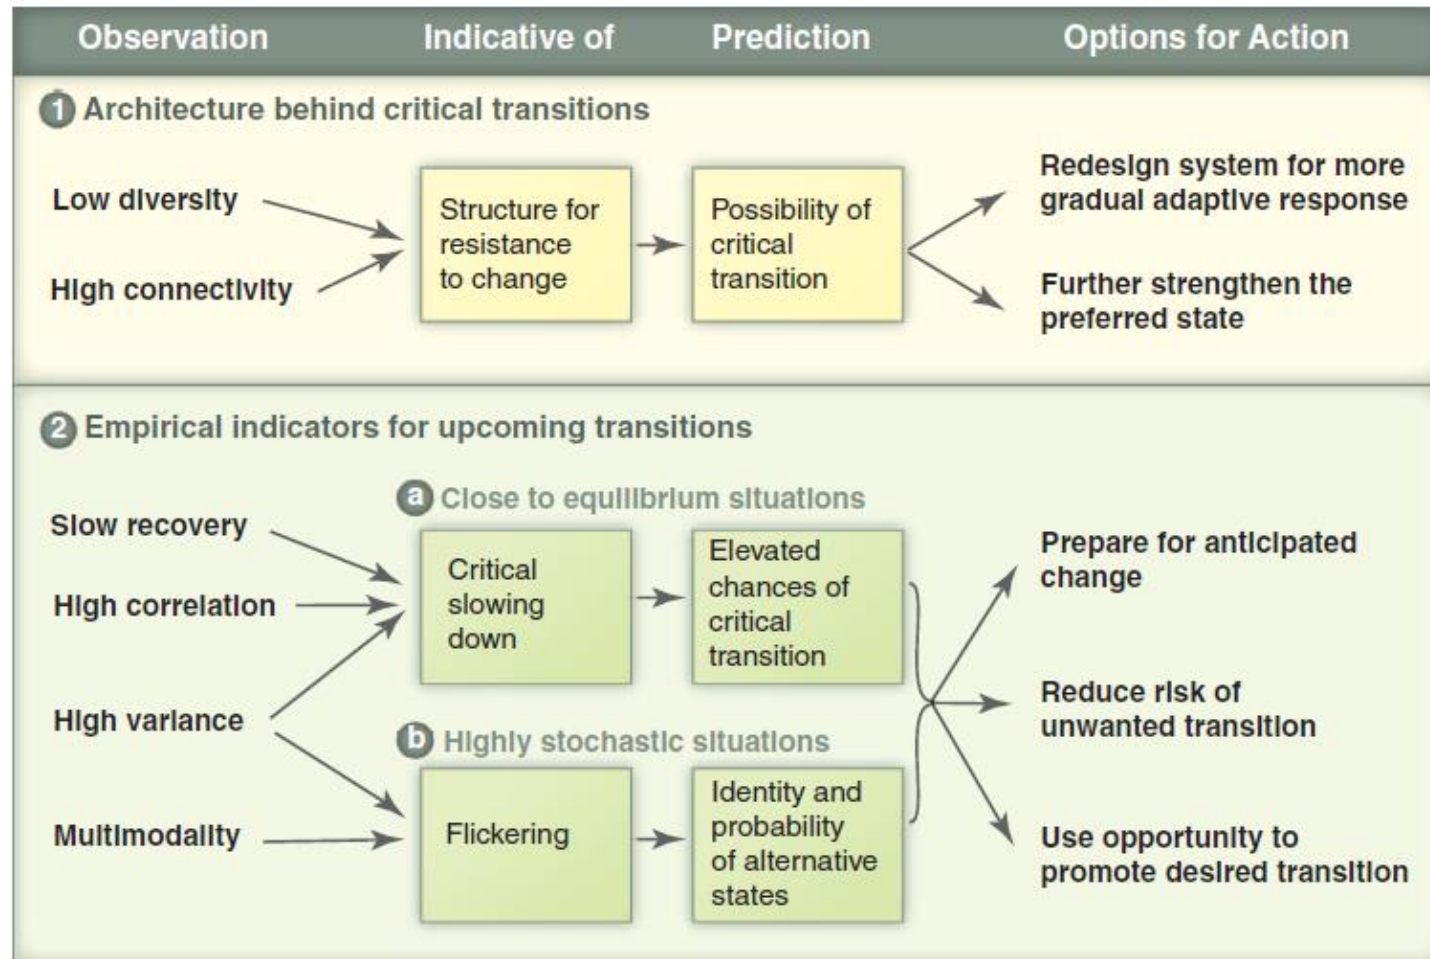 Observation Indicative of Prediction Options for Action
1 Architecture behind critical transitions
Low diversity
High connectivity
Structure for
resistance
to change
Possibility of
critical
transition
Redesign system for more
gradual adaptive response
Further strengthen the
preferred state
2 Empirical indicators for upcoming transitions
Slow recovery
High correlation
High variance
Multimodality
a Close to equilibrium situations
Critical
slowing
down
Elevated
chances of
critical
transition
b Highly stochastic situations
Flickering
Identity and
probability
of alternative
states
Prepare for anticipated
change
Reduce risk of
unwanted transition
Use opportunity to
promote desired transition